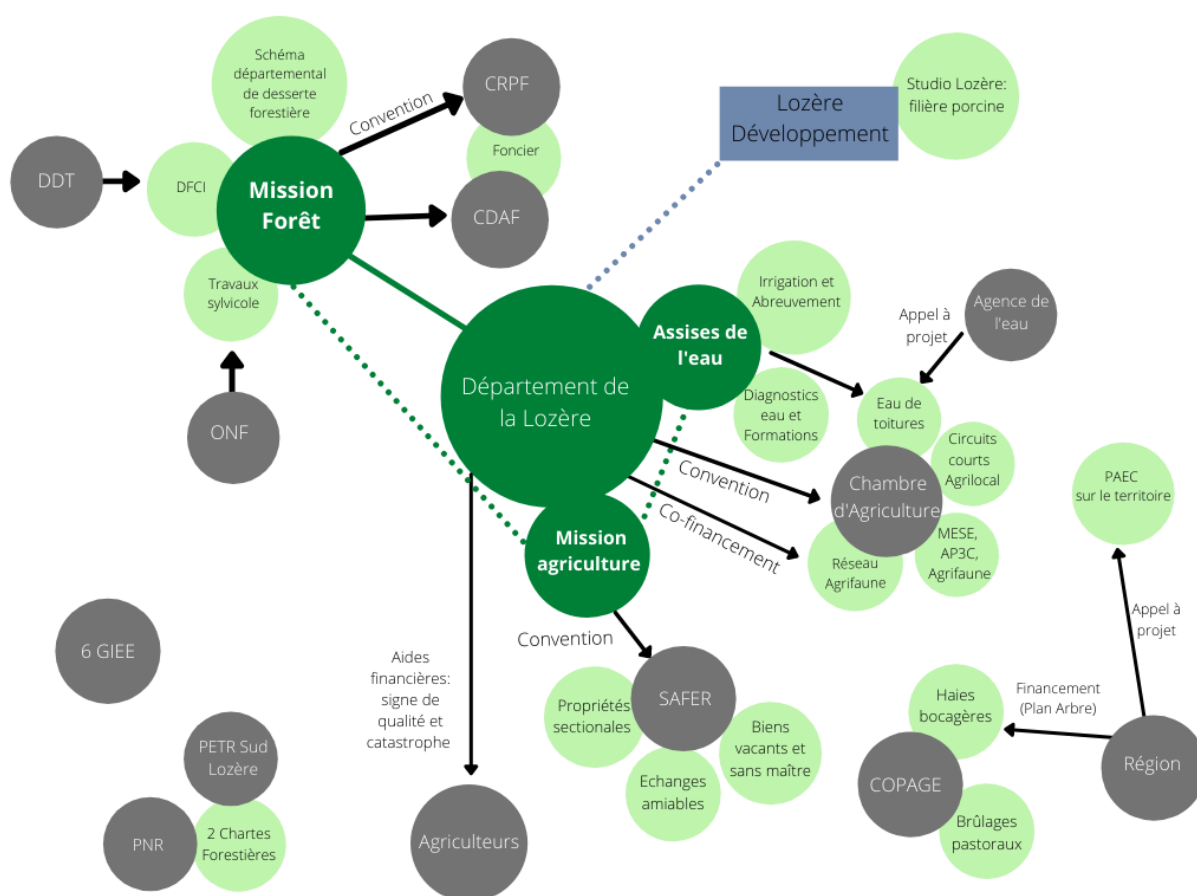 Schéma
départemental
de desserte
forestière
Convention
CRPF
Foncier
CDAF
DDT
DFCI
Mission
Forêt
Travaux
sylvicole
ONF
Lozère
Développement
Studio Lozère:
filière porcine
Département de
la Lozère
Assises de
l'eau
Irrigation et
Abreuvement
Diagnostics
eau et
Formations
Appel à
projet
Agence de
l'eau
Eau de
toitures
Circuits
courts
Agrilocal
Chambre
d'Agriculture
MESE,
AP3C,
Agrifaune
Réseau
Agrifaune
Convention
Co-financement
Mission
agriculture
Convention
SAFER
Propriétés
sectionales
Echanges
amiables
Biens
vacants et
sans maître
Aides
financières:
signe de
qualité et
catastrophe
Agriculteurs
6 GIEE
PETR Sud
Lozère
PNR
2 Chartes
Forestières
PAEC
sur le territoire
Appel à
projet
Financement
(Plan Arbre)
Région
Haies
bocagères
COPAGE
Brûlages
pastoraux